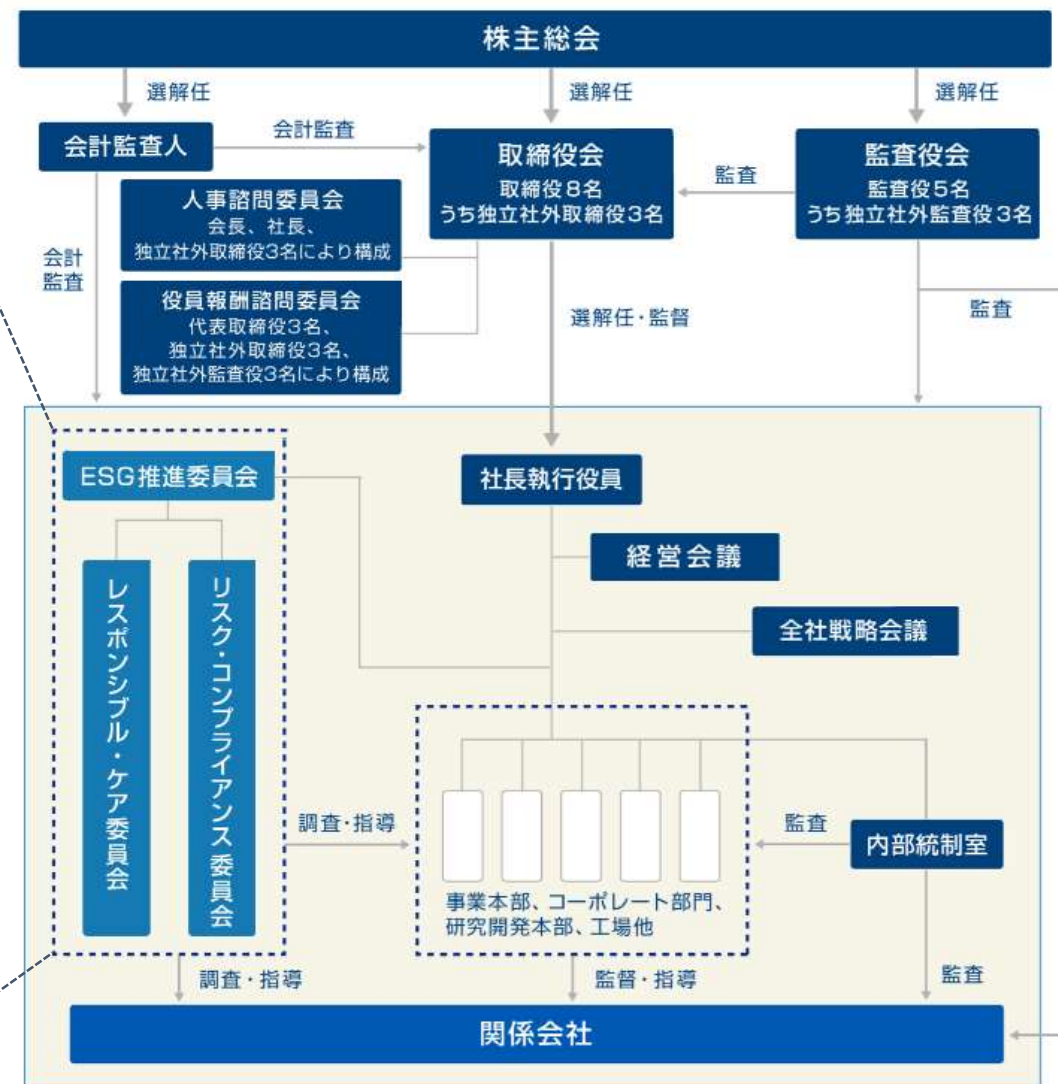 株主総会
選解任
選解任
選解任
会計監査人
会計監査
取締役会
取締役8名
うち独立社外取締役3名
監査
監査役会
監査役5名
うち独立社外監査役3名
人事諮問委員会
会長、社長、
独立社外取締役3名により構成
会計
監査
役員報酬諮問委員会
代表取締役3名、
独立社外取締役3名、
独立社外監査役3名により構成
選解任・監督
監査
ESG推進委員会
社長執行役員
経営会議
全社戦略会議
レスポンシブル・ケア委員会
リスク・コンプライアンス委員会
調査・指導
監査
内部統制室
事業本部、コーポレート部門、
研究開発本部、工場他
調査・指導
監督・指導
監査
関係会社